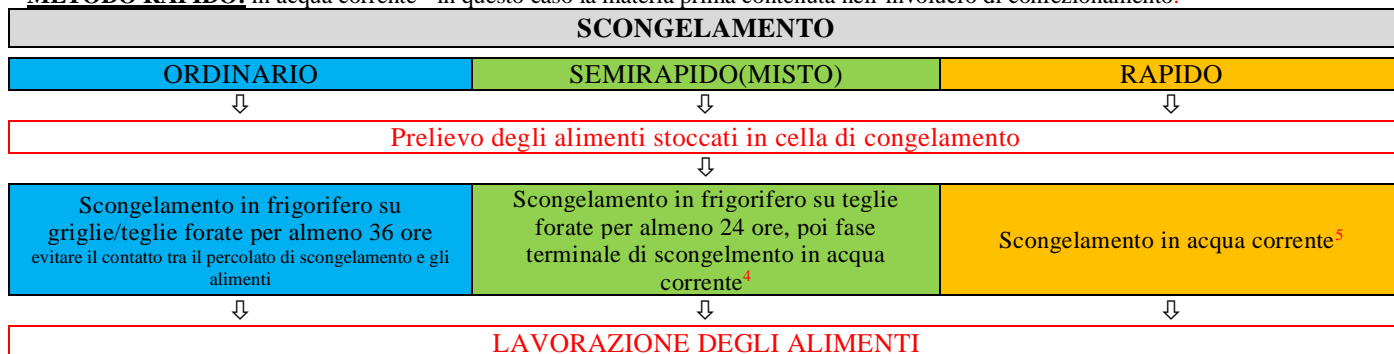 METODO RAPIDO: in acqua corrente - in questo caso la materia prima contenuta nell'involucro di confezionamento.
SCONGELAMENTO
ORDINARIO SEMIRAPIDO(MISTO) RAPIDO
⇩ ⇩ ⇩
Prelievo degli alimenti stoccati in cella di congelamento
⇩
Scongelamento in frigorifero su
griglie/teglie forate per almeno 36 ore
evitare il contatto tra il percolato di scongelamento e gli
alimenti
Scongelamento in frigorifero su teglie
forate per almeno 24 ore, poi fase
terminale di scongelmento in acqua
corrente4
Scongelamento in acqua corrente5
⇩ ⇩ ⇩
LAVORAZIONE DEGLI ALIMENTI